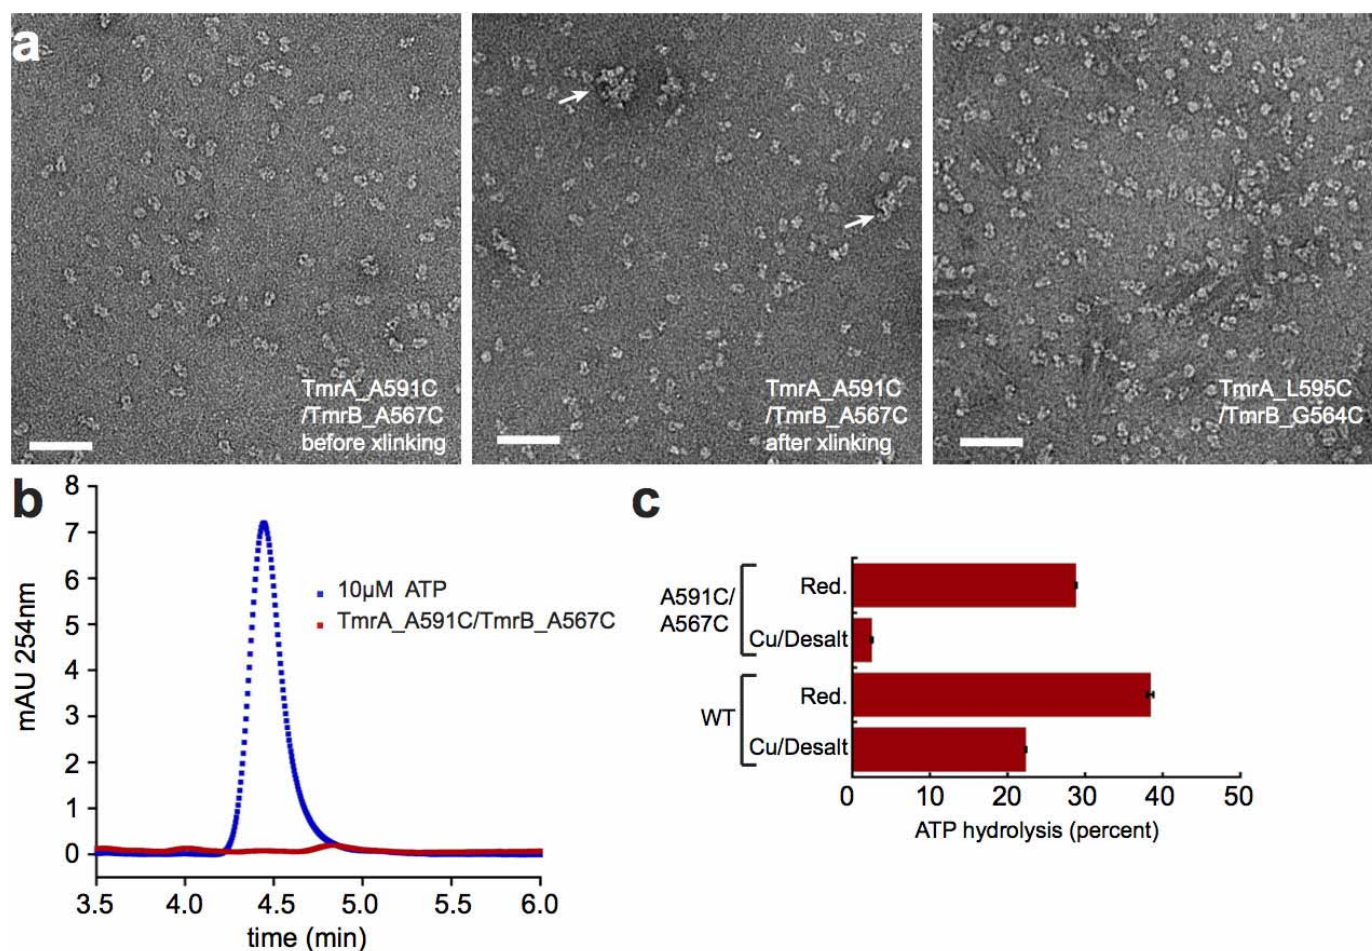 a
TmrA_A591C
/TmrB_A567C
before xlinking
TmrA_A591C
/TmrB_A567C
after xlinking
TmrA_L595C
/TmrB_G564C
b
8
7
6
5
4
3
2
1
0
mAU 254nm
3.5 4.0 4.5 5.0 5.5 6.0
time (min)
10µM ATP
TmrA_A591C/TmrB_A567C
c
A591C/
A567C
Red.
Cu/Desalt
WT
Red.
Cu/Desalt
0 10 20 30 40 50
ATP hydrolysis (percent)